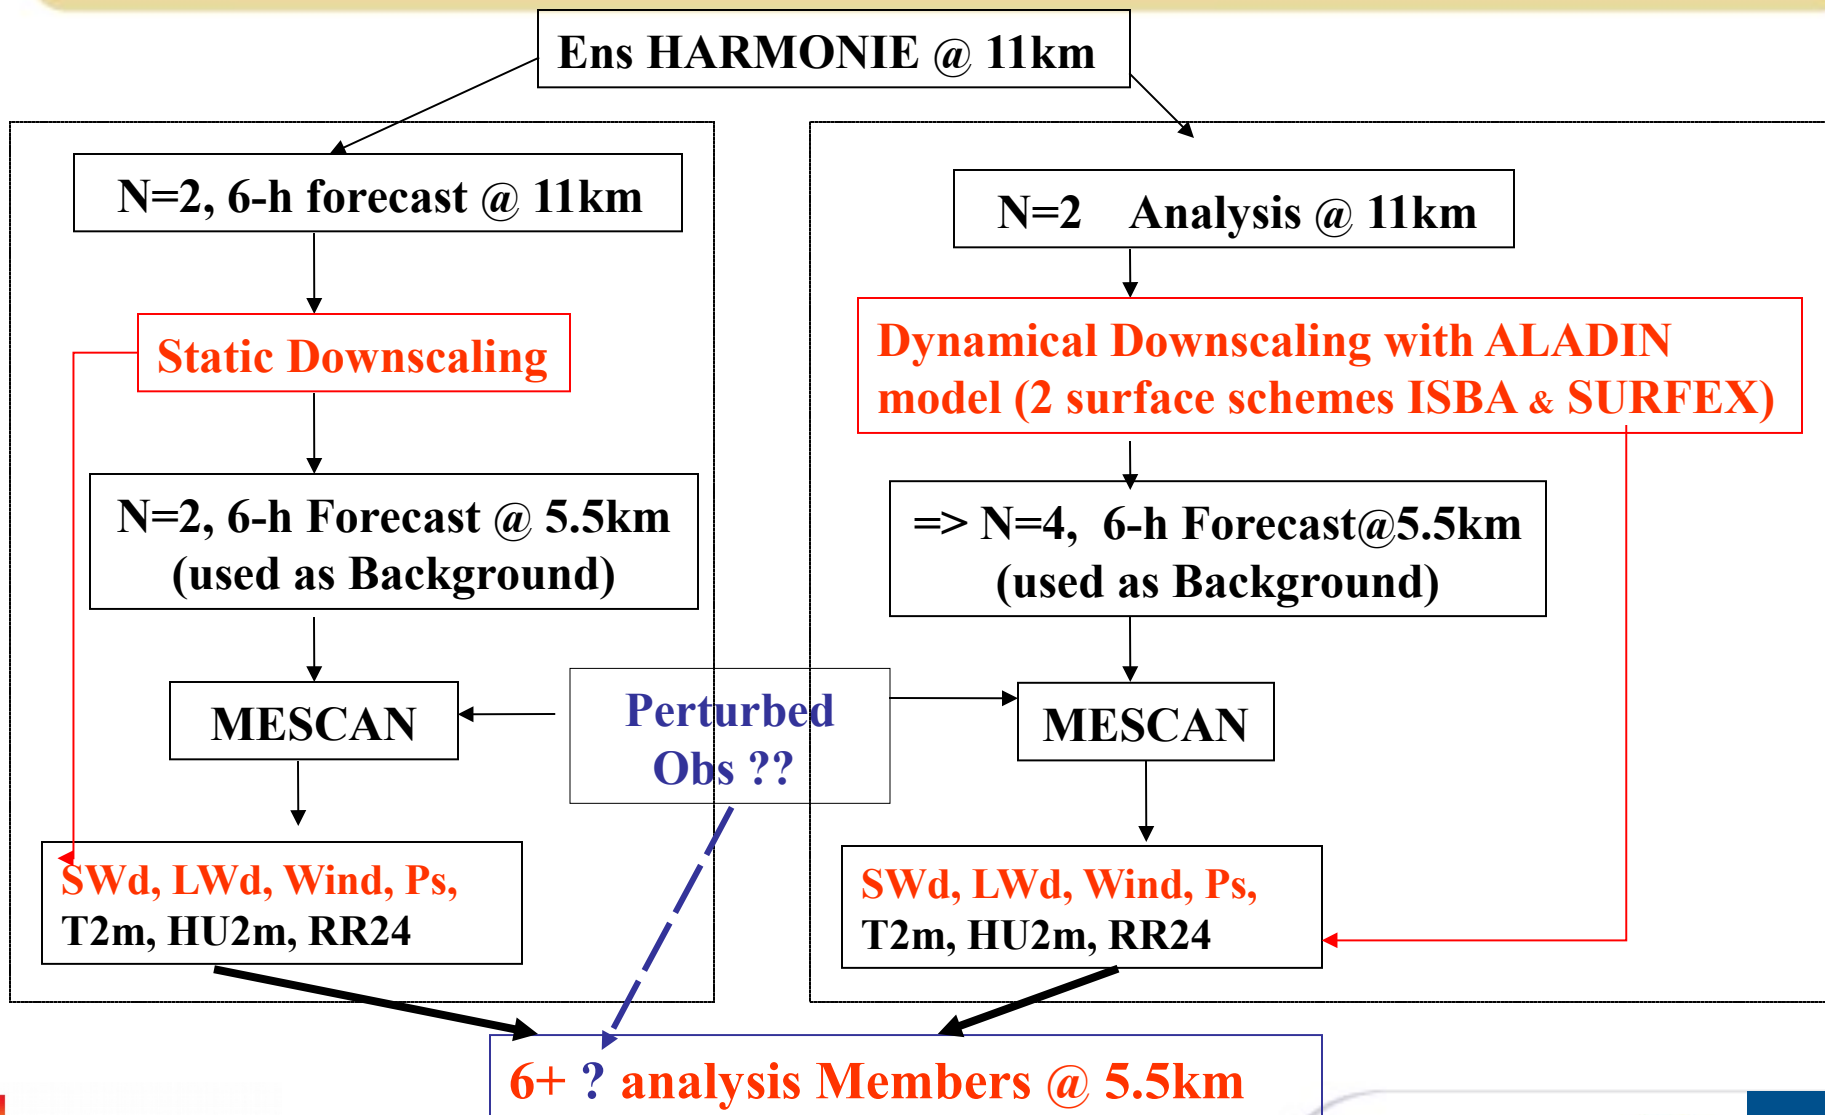 Ens HARMONIE @ 11km
N=2, 6-h forecast @ 11km
Static Downscaling
N=2, 6-h Forecast @ 5.5km
(used as Background)
MESCAN
SWd, LWd, Wind, Ps,
T2m, HU2m, RR24
N=2 Analysis @ 11km
Dynamical Downscaling with ALADIN
model (2 surface schemes ISBA & SURFEX)
=> N=4, 6-h Forecast@5.5km
(used as Background)
MESCAN
SWd, LWd, Wind, Ps,
T2m, HU2m, RR24
Perturbed
Obs ??
6+ ? analysis Members @ 5.5km